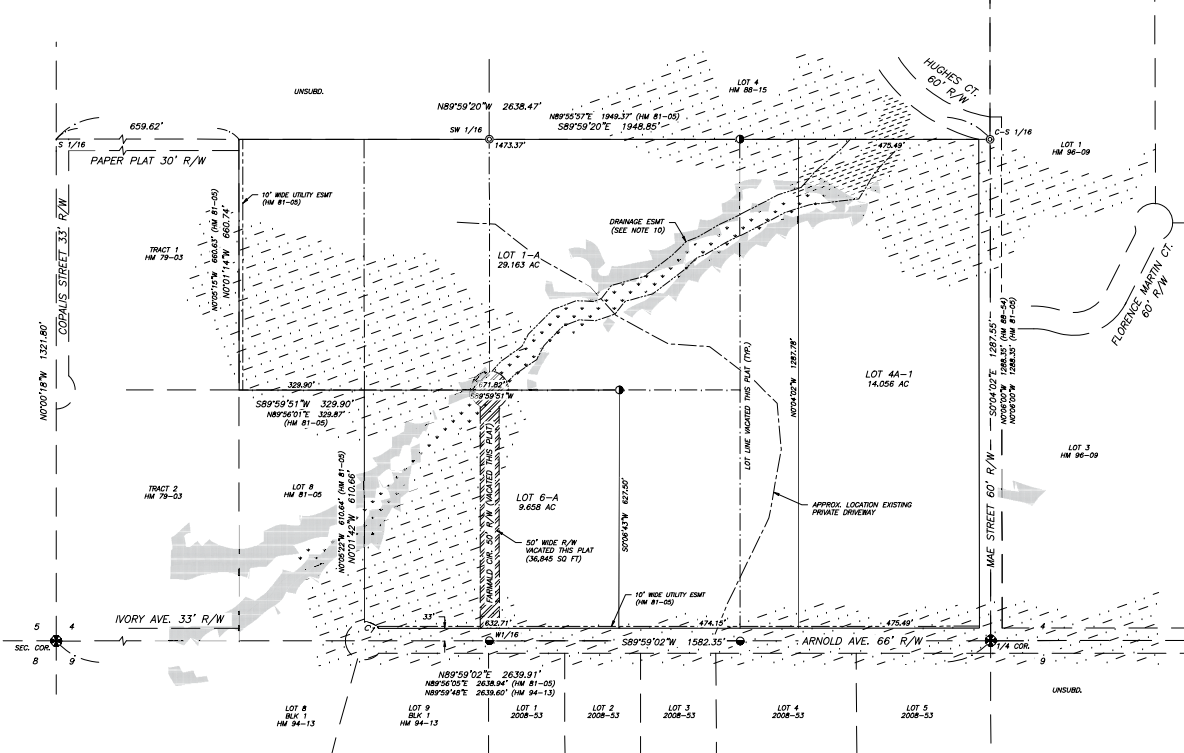 HUGHES CT.
60' R/W
LOT 4
HM 88-15
UNSUBD.
N89°59'20"W 2638.47'
N89°55'57"E 1949.37' (HM 81-05)
S89°59'20"E 1948.85'
659.62'
SW 1/16
C-S 1/16
S 1/16
1473.37'
475.49'
LOT 1
HM 96-09
PAPER PLAT 30' R/W
10' WIDE UTILITY ESMT
(HM 81-05)
COPALIS STREET 33' R/W
N0°00'18"W 1321.80'
TRACT 1
HM 79-03
N0°05'15"W 660.63' (HM 81-05)
N0°01'14"W 660.74'
DRAINAGE ESMT
(SEE NOTE 10)
LOT 1-A
29.163 AC
FLORENCE MARTIN CT.
60' R/W
LOT LINE VACATED THIS PLAT (TYP.)
N0°04'02"W 1287.78'
LOT 4A-1
14.056 AC
S0°04'02"E 1287.55'
N0°06'00"W 1288.35' (HM 88-54)
N0°06'00"W 1288.35' (HM 81-05)
329.90'
671.82'
S89°59'51"W
S89°59'51"W 329.90'
N89°56'01"E 329.87'
(HM 81-05)
LOT 3
HM 96-09
TRACT 2
HM 79-03
LOT 8
HM 81-05
N0°05'22"W 610.64' (HM 81-05)
N0°01'42"W 610.66'
FARMALD CIR. 50' R/W (VACATED THIS PLAT)
LOT 6-A
9.658 AC
50' WIDE R/W
VACATED THIS PLAT
(36,845 SQ FT)
S0°06'43"W 627.50'
APPROX. LOCATION EXISTING
PRIVATE DRIVEWAY
MAE STREET 60' R/W
10' WIDE UTILITY ESMT
(HM 81-05)
IVORY AVE. 33' R/W
33'
C1
632.71'
474.15'
475.49'
5 4
SEC. COR.
8 9
W1/16
S89°59'02"W 1582.35'
ARNOLD AVE. 66' R/W
4
1/4 COR.
9
N89°59'02"E 2639.91'
N89°56'05"E 2638.94' (HM 81-05)
N89°59'48"E 2639.60' (HM 94-13)
UNSUBD.
LOT 8
BLK 1
HM 94-13
LOT 9
BLK 1
HM 94-13
LOT 1
2008-53
LOT 2
2008-53
LOT 3
2008-53
LOT 4
2008-53
LOT 5
2008-53